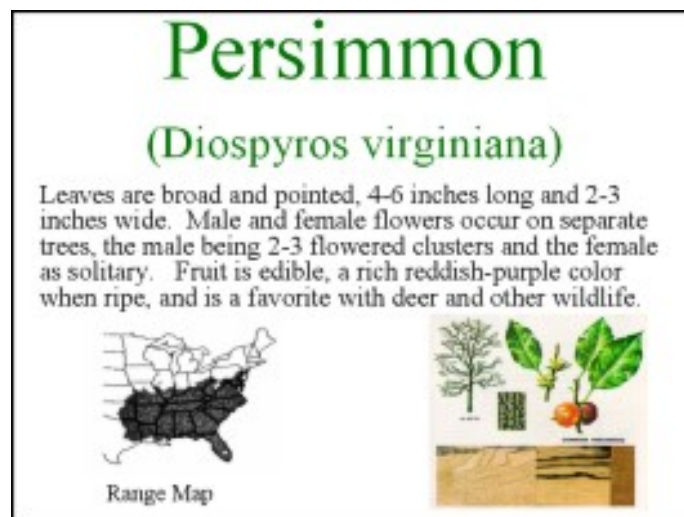 Persimmon
(Diospyros virginiana)
Leaves are broad and pointed, 4-6 inches long and 2-3
inches wide.  Male and female flowers occur on separate
trees, the male being 2-3 flowered clusters and the female
as solitary.   Fruit is edible, a rich reddish-purple color
when ripe, and is a favorite with deer and other wildlife.
Range Map